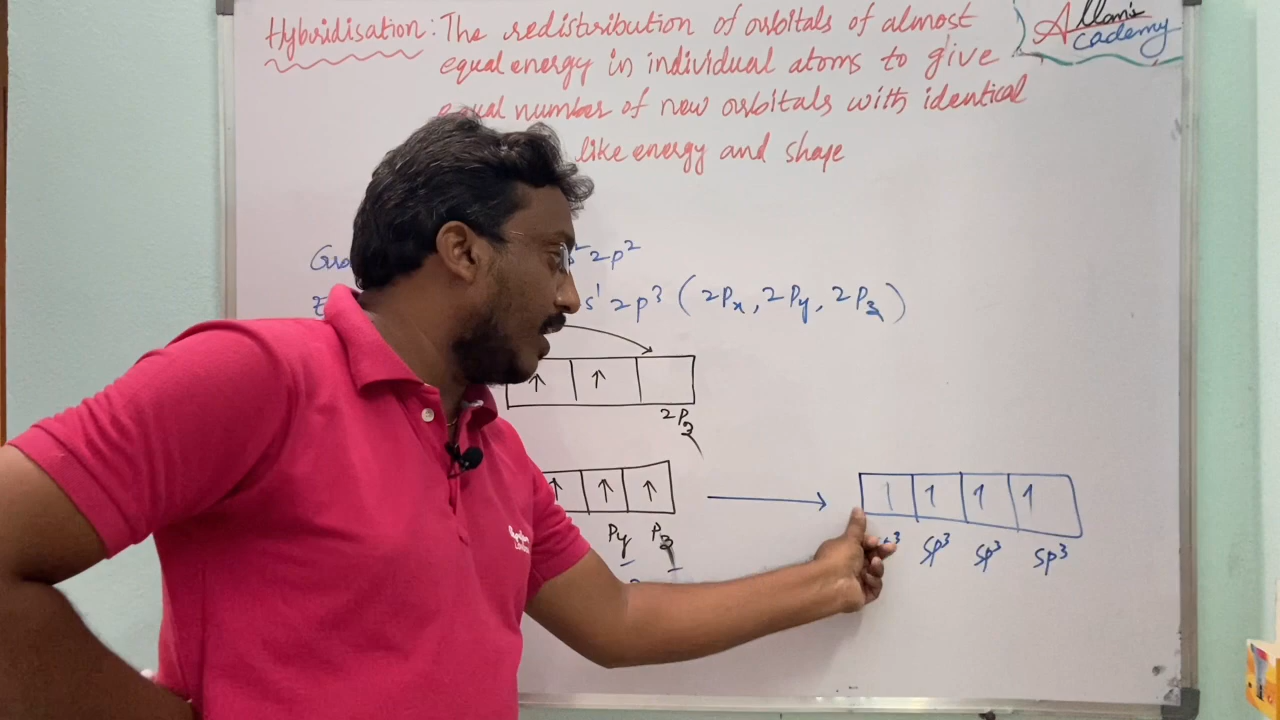 Hybridisation: The redistribution of orbitals of almost
equal energy in individual atoms to give
equal number of new orbitals with identical
like energy and shape
Allam's
Academy
2p²
s¹ 2p³ (2Px, 2Py, 2Pz)
↑ ↑
2Pz
↑ ↑ ↑
Py Pz
1 1 1 1
sp³ sp³ sp³